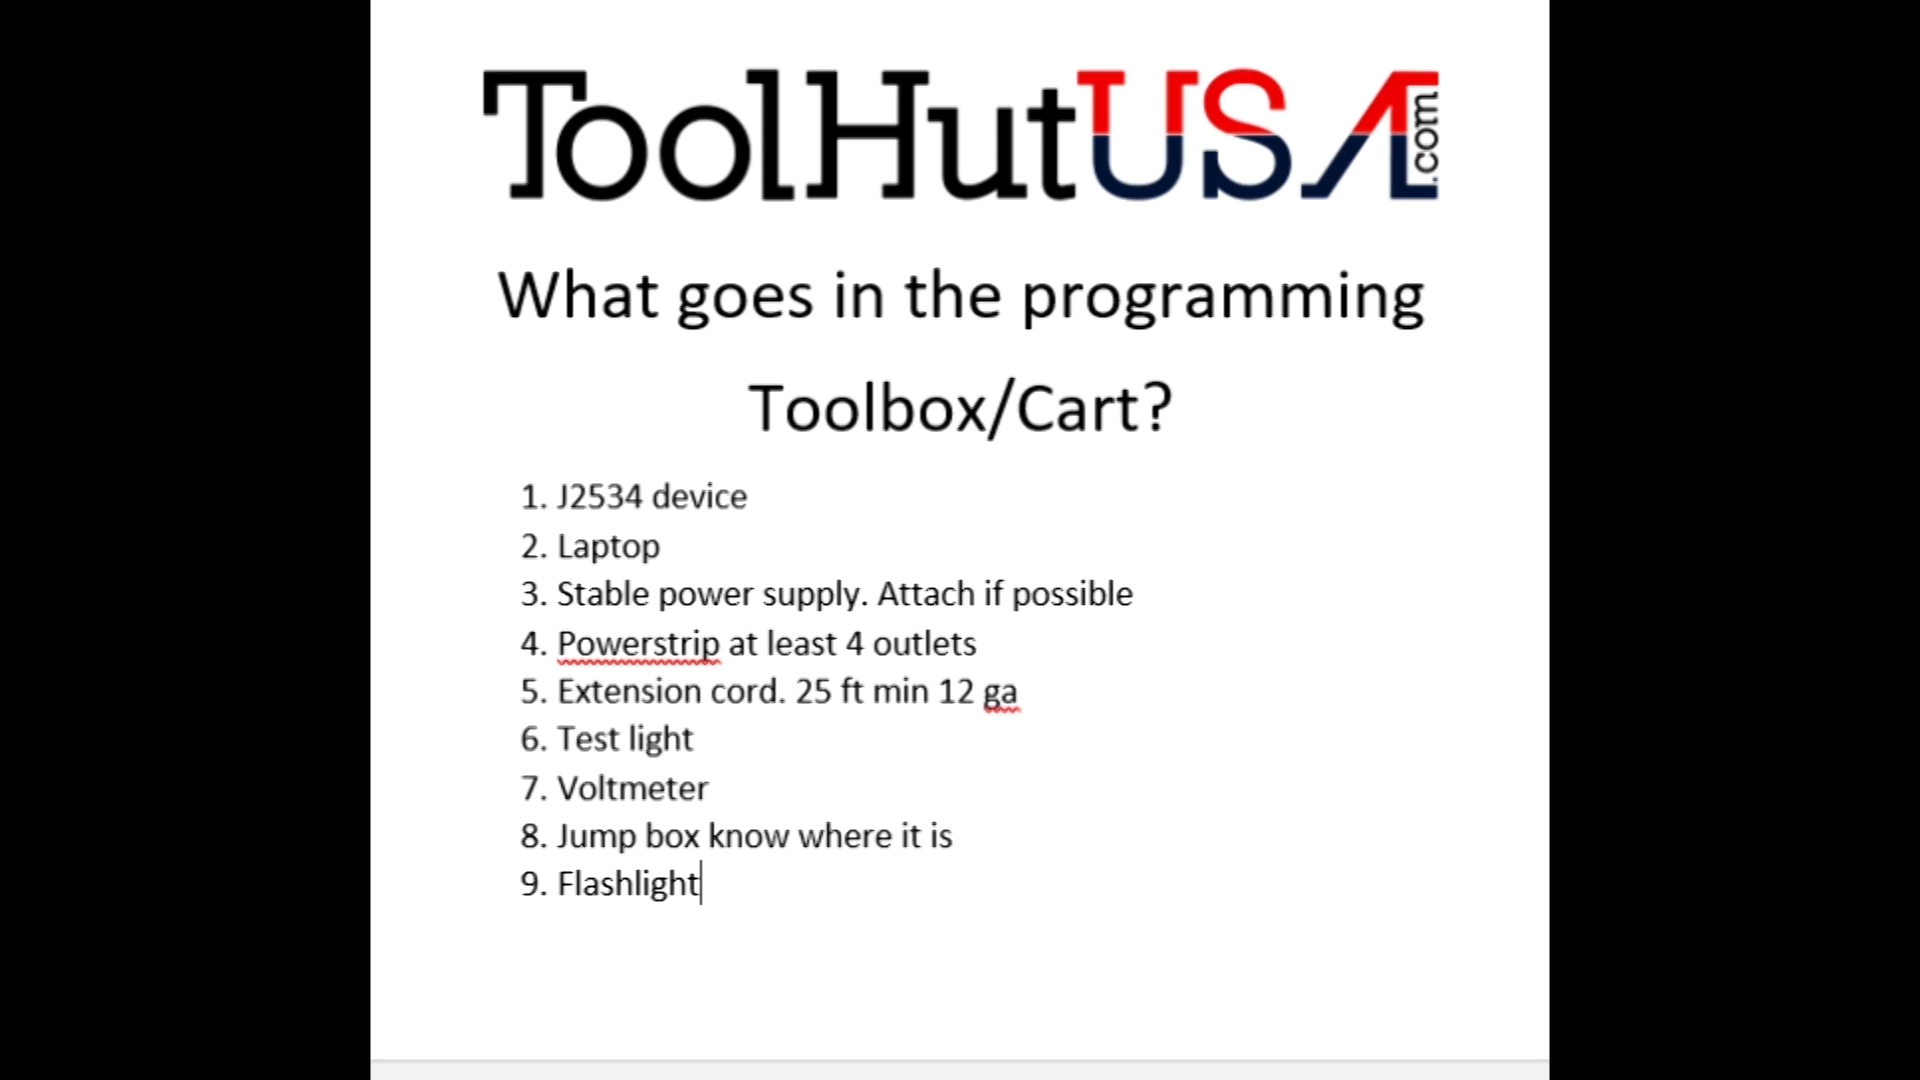 ToolHutUSA.com
What goes in the programming
Toolbox/Cart?
1. J2534 device
2. Laptop
3. Stable power supply. Attach if possible
4. Powerstrip at least 4 outlets
5. Extension cord. 25 ft min 12 ga
6. Test light
7. Voltmeter
8. Jump box know where it is
9. Flashlight